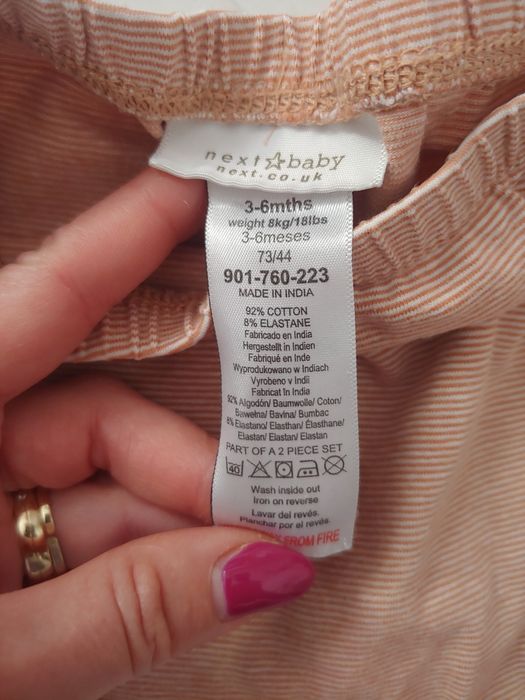 next baby
next.co.uk
3-6mths
weight 8kg/18lbs
3-6meses
73/44
901-760-223
MADE IN INDIA
92% COTTON
8% ELASTANE
Fabricado en India
Hergestellt in Indien
Fabriqué en Inde
Wyprodukowano w Indiach
Vyrobeno v Indii
Fabricat în India
92% Algodón/ Baumwolle/ Coton/
Bawełna/ Bavlna/ Bumbac
8% Elastano/ Elasthan/ Élasthane/
Elastan/ Elastan/ Elastan
PART OF A 2 PIECE SET
40
Wash inside out
Iron on reverse
Lavar del revés.
Planchar por el revés.
FROM FIRE